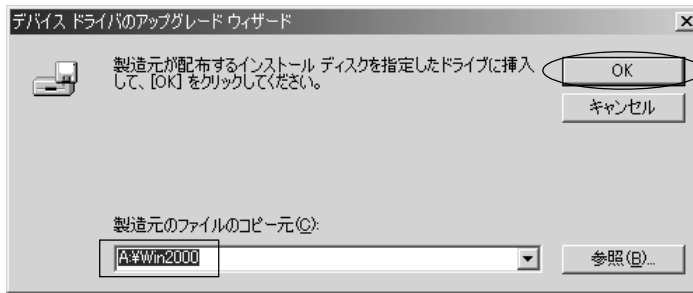 デバイス ドライバのアップグレード ウィザード
製造元が配布するインストール ディスクを指定したドライブに挿入
して、[OK] をクリックしてください。
OK
キャンセル
製造元のファイルのコピー元(C):
A:¥Win2000
参照(B)...